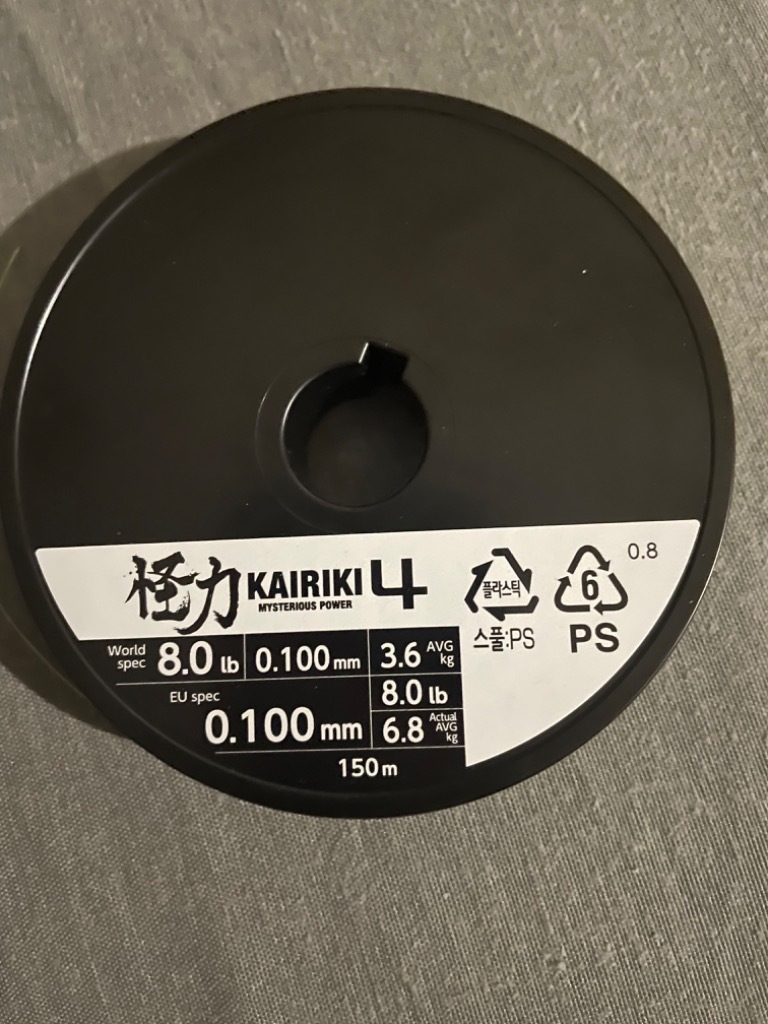 怪力 KAIRIKI 4
MYSTERIOUS POWER
플라스틱
스풀:PS
6
PS
0.8
World spec 8.0 lb 0.100 mm 3.6 AVG kg
8.0 lb
EU spec
0.100 mm 6.8 Actual AVG kg
150 m